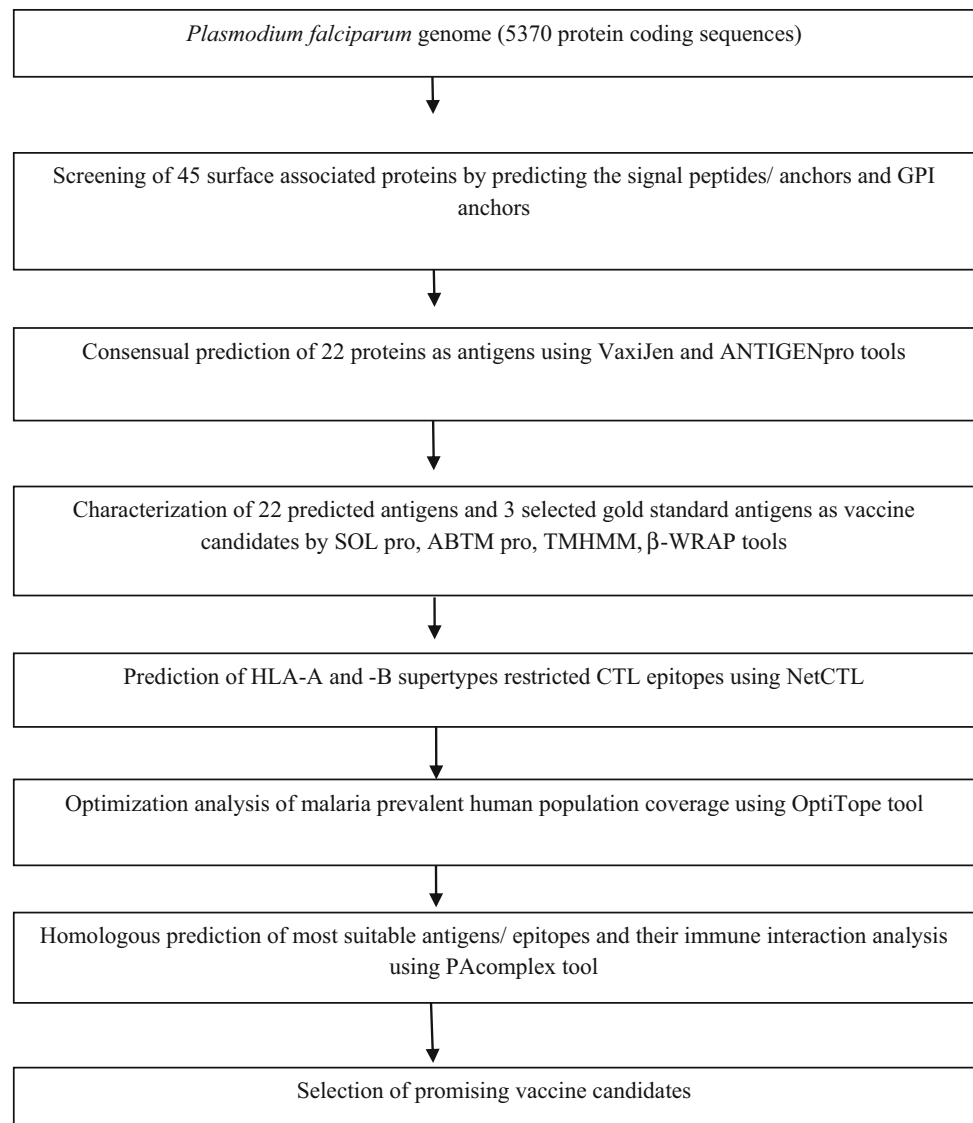 Plasmodium falciparum genome (5370 protein coding sequences)
Screening of 45 surface associated proteins by predicting the signal peptides/ anchors and GPI
anchors
Consensual prediction of 22 proteins as antigens using VaxiJen and ANTIGENpro tools
Characterization of 22 predicted antigens and 3 selected gold standard antigens as vaccine
candidates by SOL pro, ABTM pro, TMHMM, β-WRAP tools
Prediction of HLA-A and -B supertypes restricted CTL epitopes using NetCTL
Optimization analysis of malaria prevalent human population coverage using OptiTope tool
Homologous prediction of most suitable antigens/ epitopes and their immune interaction analysis
using PAcomplex tool
Selection of promising vaccine candidates